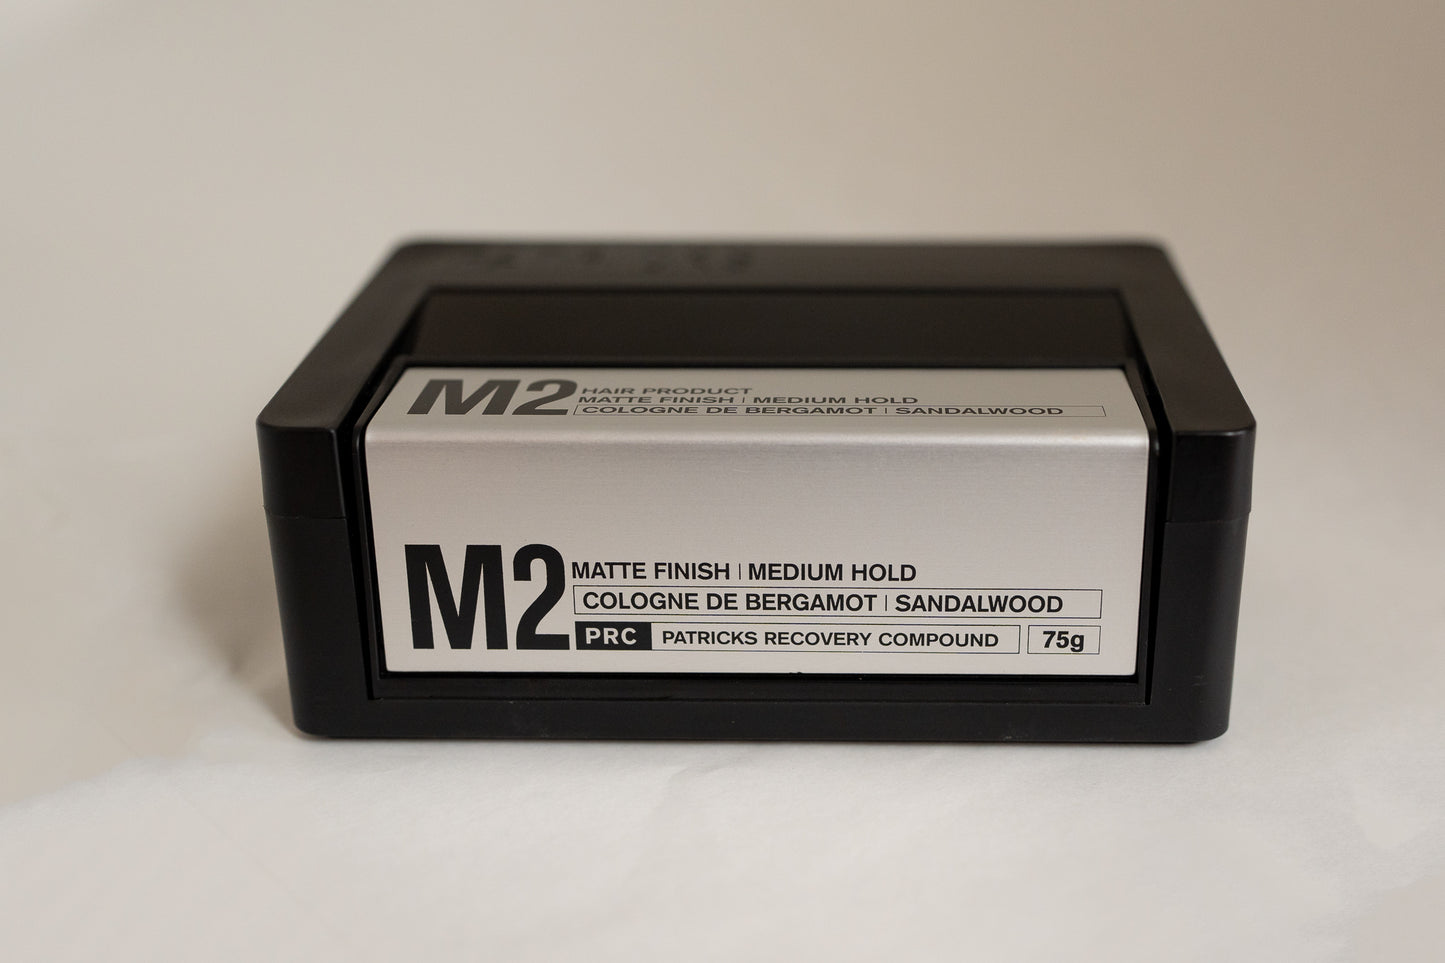 M2 HAIR PRODUCT
MATTE FINISH | MEDIUM HOLD
COLOGNE DE BERGAMOT | SANDALWOOD
M2 MATTE FINISH | MEDIUM HOLD
COLOGNE DE BERGAMOT | SANDALWOOD
PRC PATRICKS RECOVERY COMPOUND 75g